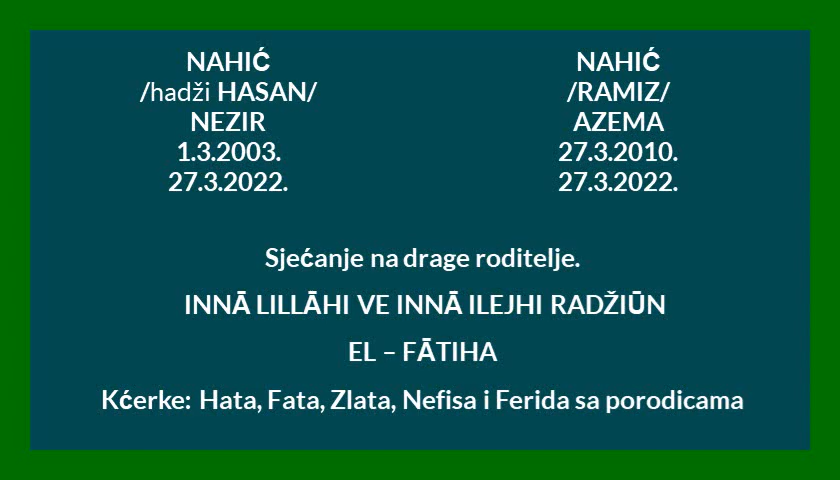 NAHIĆ
/hadži HASAN/
NEZIR
1.3.2003.
27.3.2022.
NAHIĆ
/RAMIZ/
AZEMA
27.3.2010.
27.3.2022.
Sjećanje na drage roditelje.
INNĀ LILLĀHI VE INNĀ ILEJHI RADŽIŪN
EL – FĀTIHA
Kćerke: Hata, Fata, Zlata, Nefisa i Ferida sa porodicama